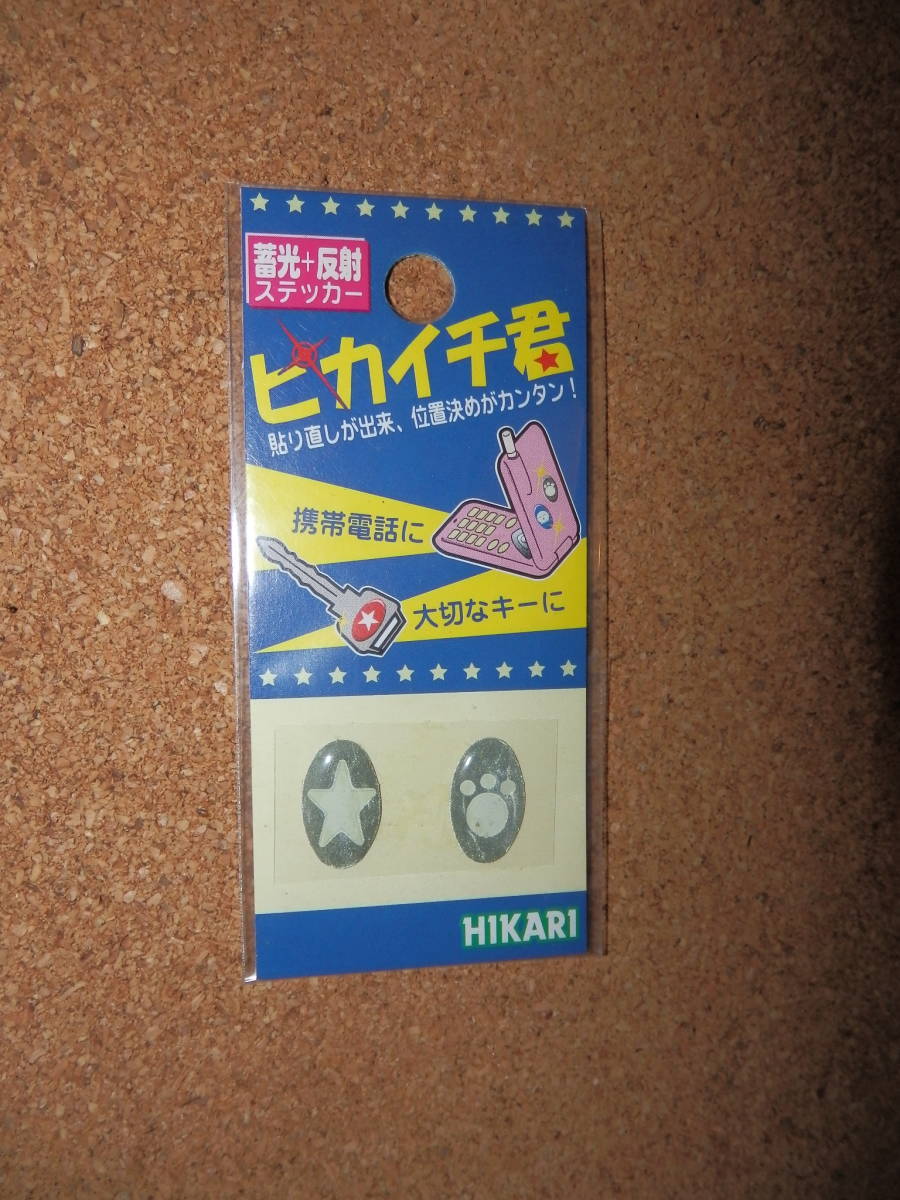 蓄光+反射
ステッカー
ピカイチ君
貼り直しが出来、位置決めがカンタン!
携帯電話に
大切なキーに
HIKARI